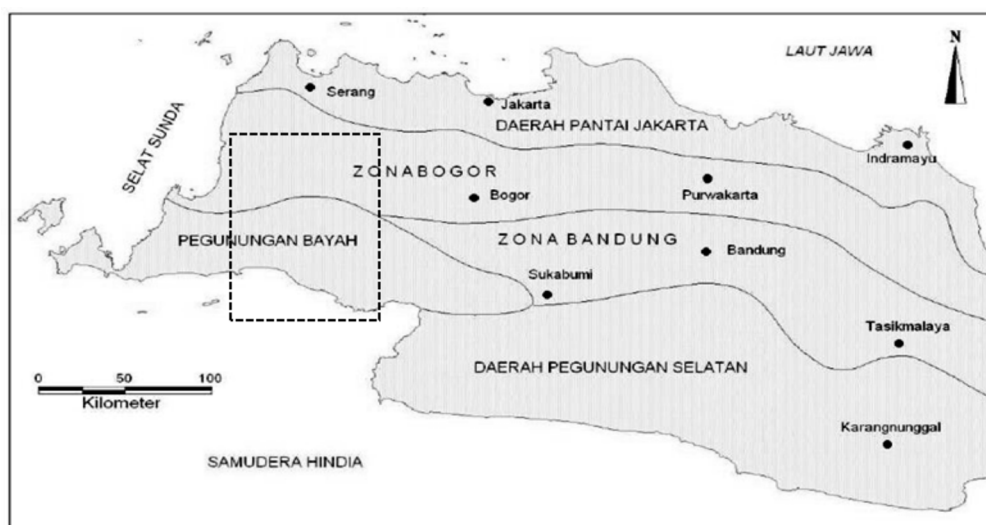 N
LAUT JAWA
Serang
Jakarta
DAERAH PANTAI JAKARTA
SELAT SUNDA
Indramayu
ZONABOGOR
Bogor
Purwakarta
PEGUNUNGAN BAYAH
ZONA BANDUNG
Bandung
Sukabumi
Tasikmalaya
0 50 100
Kilometer
DAERAH PEGUNUNGAN SELATAN
Karangnunggal
SAMUDERA HINDIA